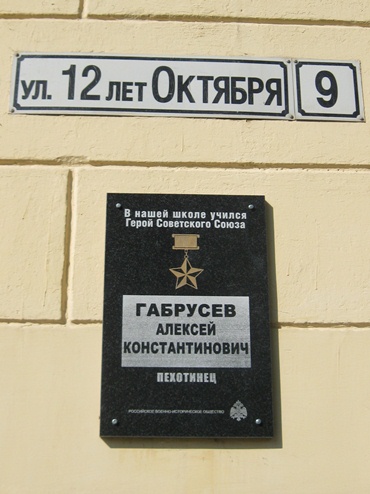 ул. 12 лет Октября 9
В нашей школе учился
Герой Советского Союза
ГАБРУСЕВ
АЛЕКСЕЙ
КОНСТАНТИНОВИЧ
ПЕХОТИНЕЦ
РОССИЙСКОЕ ВОЕННО-ИСТОРИЧЕСКОЕ ОБЩЕСТВО